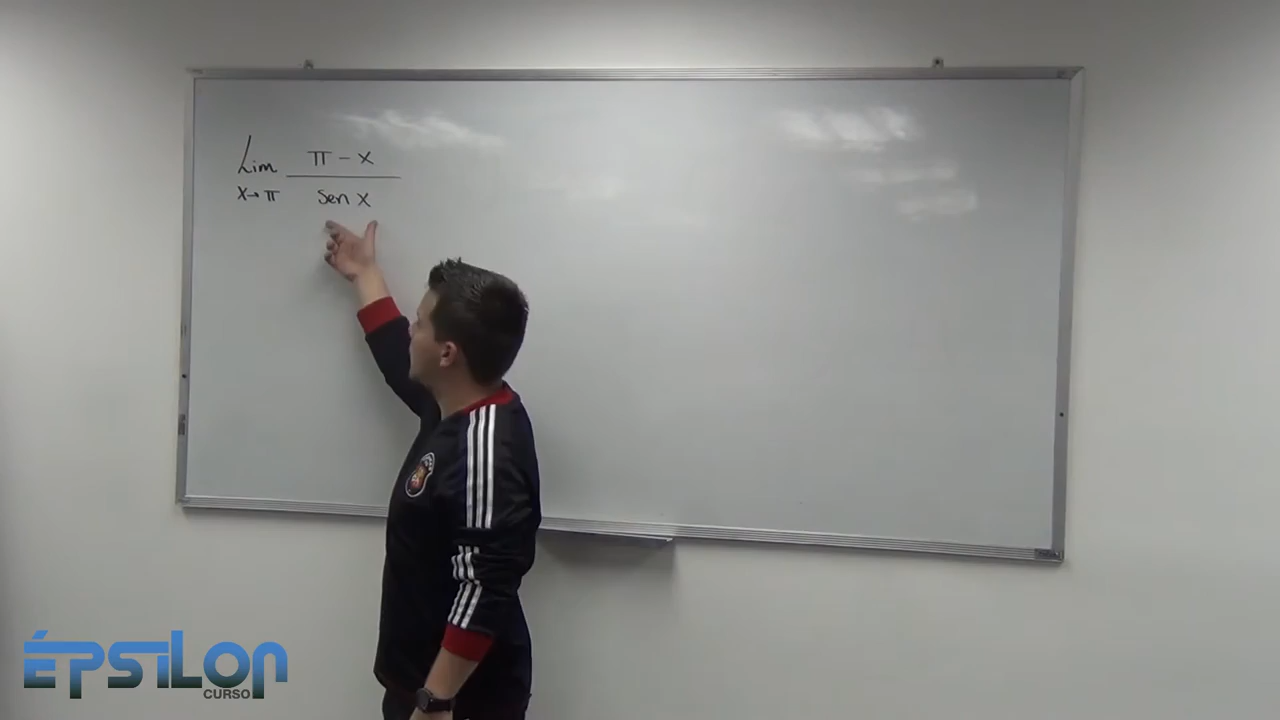 Lim π - x
x → π sen x
ÉPSILON
CURSO